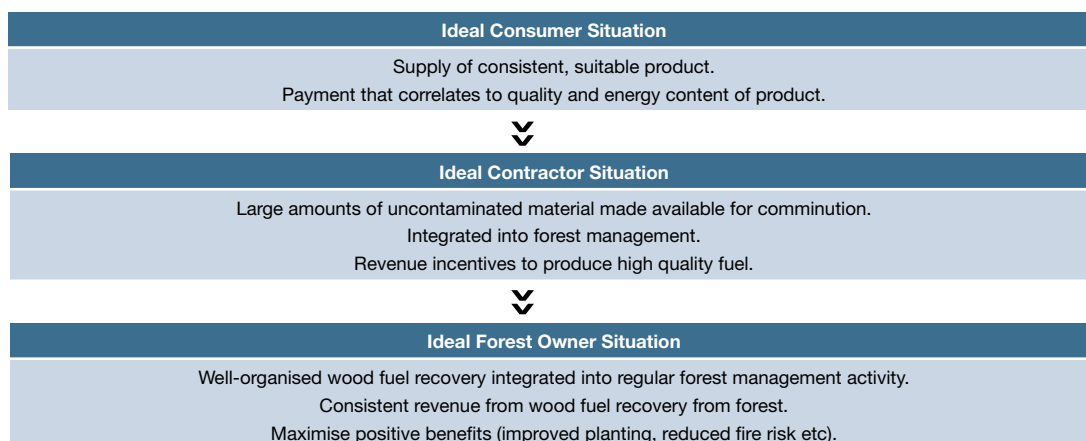 Ideal Consumer Situation
Supply of consistent, suitable product.
Payment that correlates to quality and energy content of product.
Ideal Contractor Situation
Large amounts of uncontaminated material made available for comminution.
Integrated into forest management.
Revenue incentives to produce high quality fuel.
Ideal Forest Owner Situation
Well-organised wood fuel recovery integrated into regular forest management activity.
Consistent revenue from wood fuel recovery from forest.
Maximise positive benefits (improved planting, reduced fire risk etc).